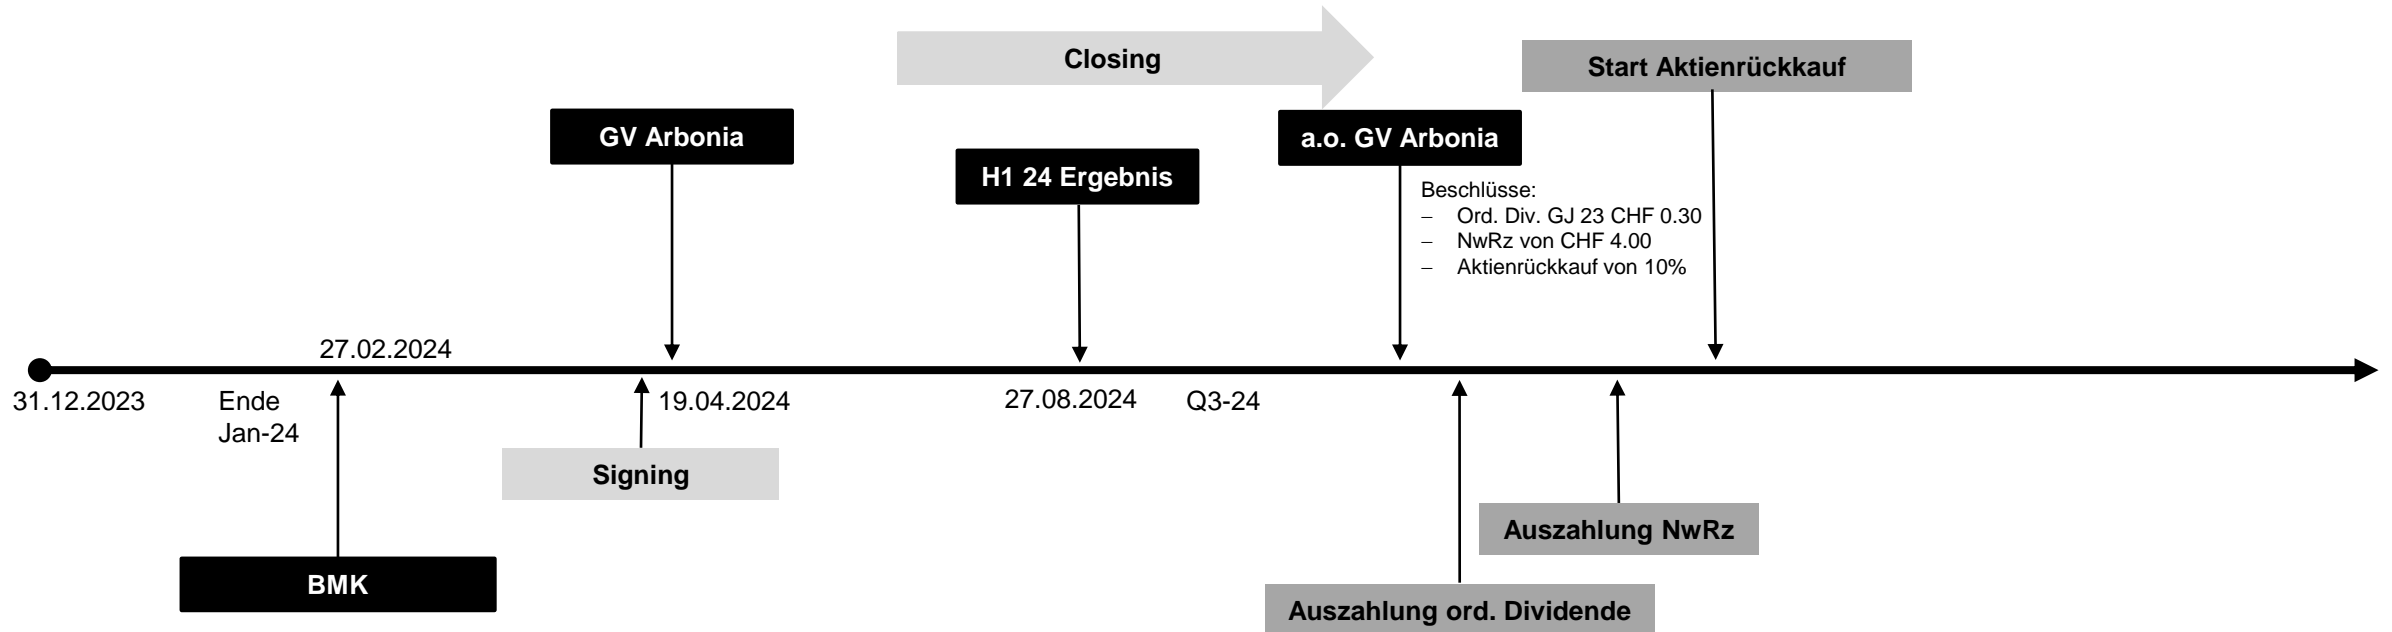 Closing
Start Aktienrückkauf
GV Arbonia
a.o. GV Arbonia
H1 24 Ergebnis
Beschlüsse:
– Ord. Div. GJ 23 CHF 0.30
– NwRz von CHF 4.00
– Aktienrückkauf von 10%
27.02.2024
31.12.2023
Ende
Jan-24
19.04.2024
27.08.2024
Q3-24
Signing
Auszahlung NwRz
BMK
Auszahlung ord. Dividende